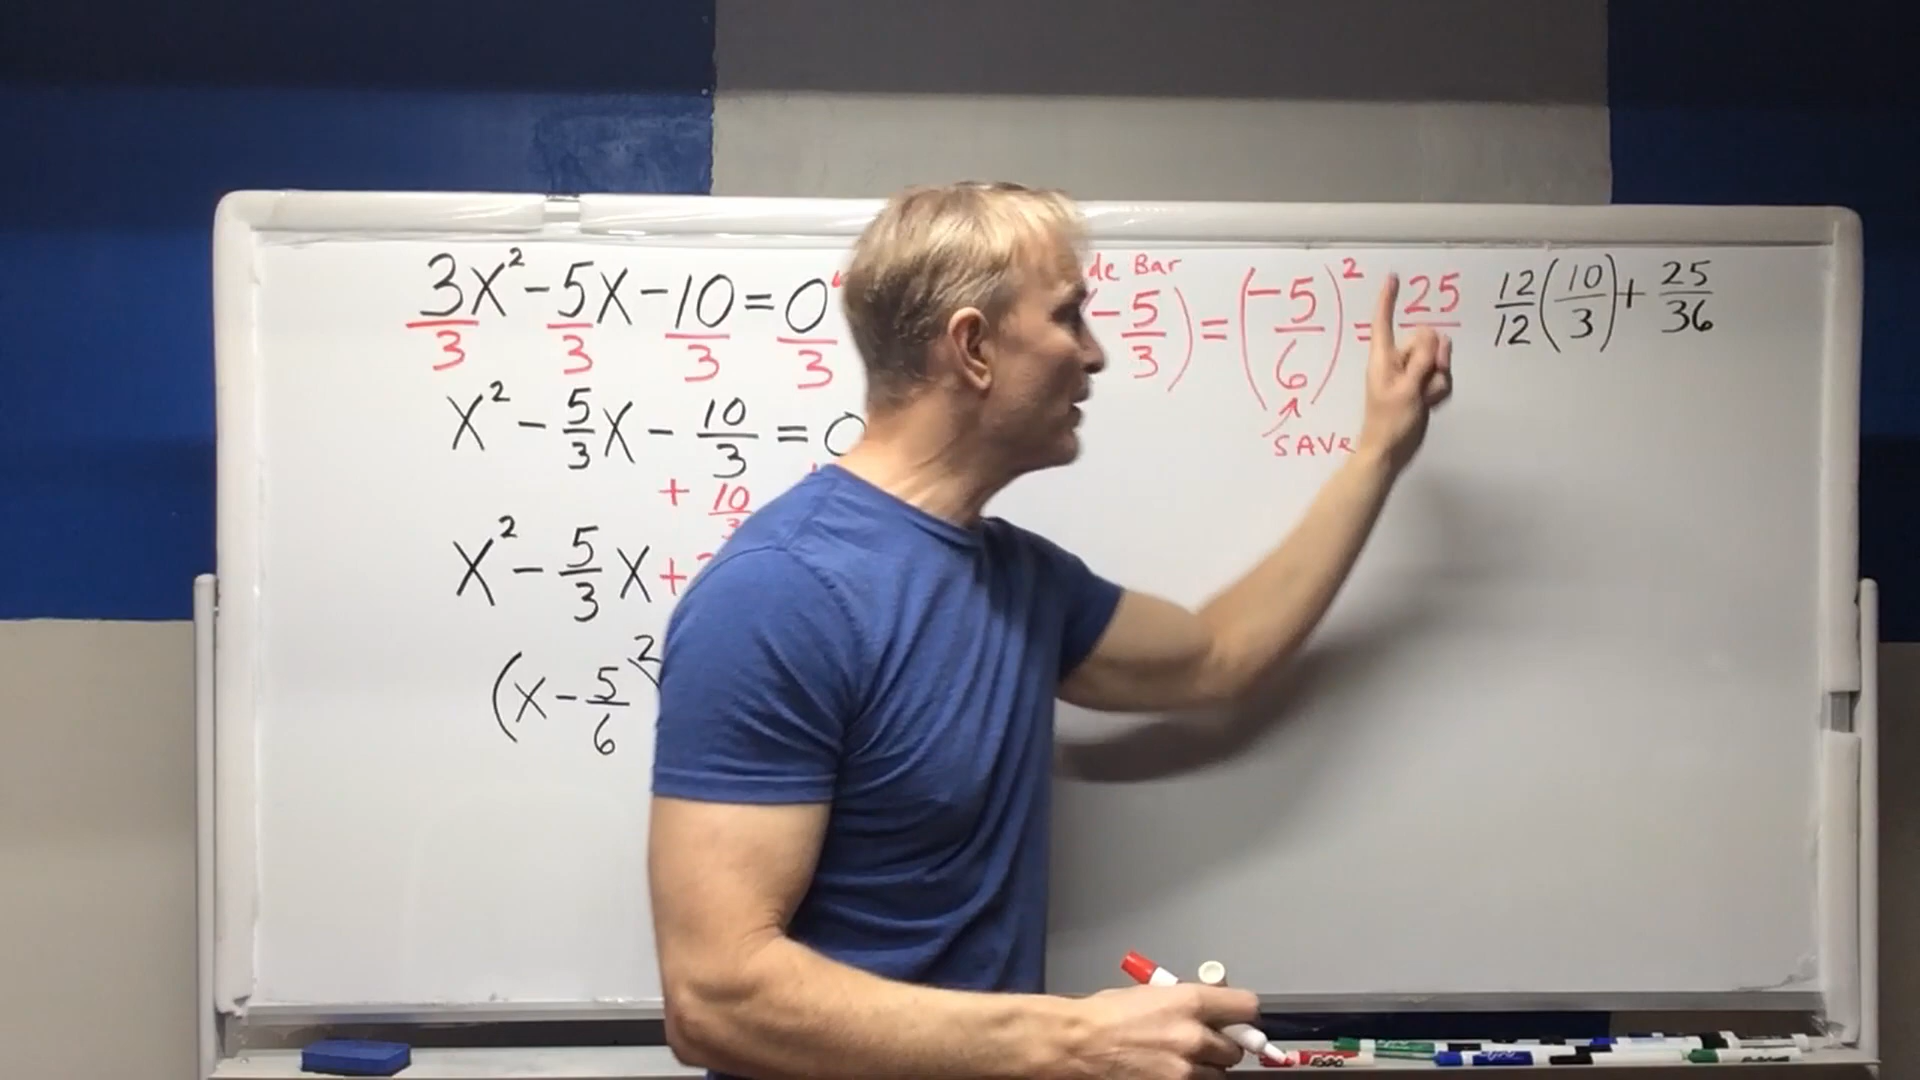 3x² - 5x - 10 = 0
3 3 3 3
x² - 5/3 x - 10/3 = 0
+ 10/3
x² - 5/3 x +
(x - 5/6 ²
de Bar
(-5/3) = (-5/6)² = 25
SAVE
12/12 (10/3) + 25/36